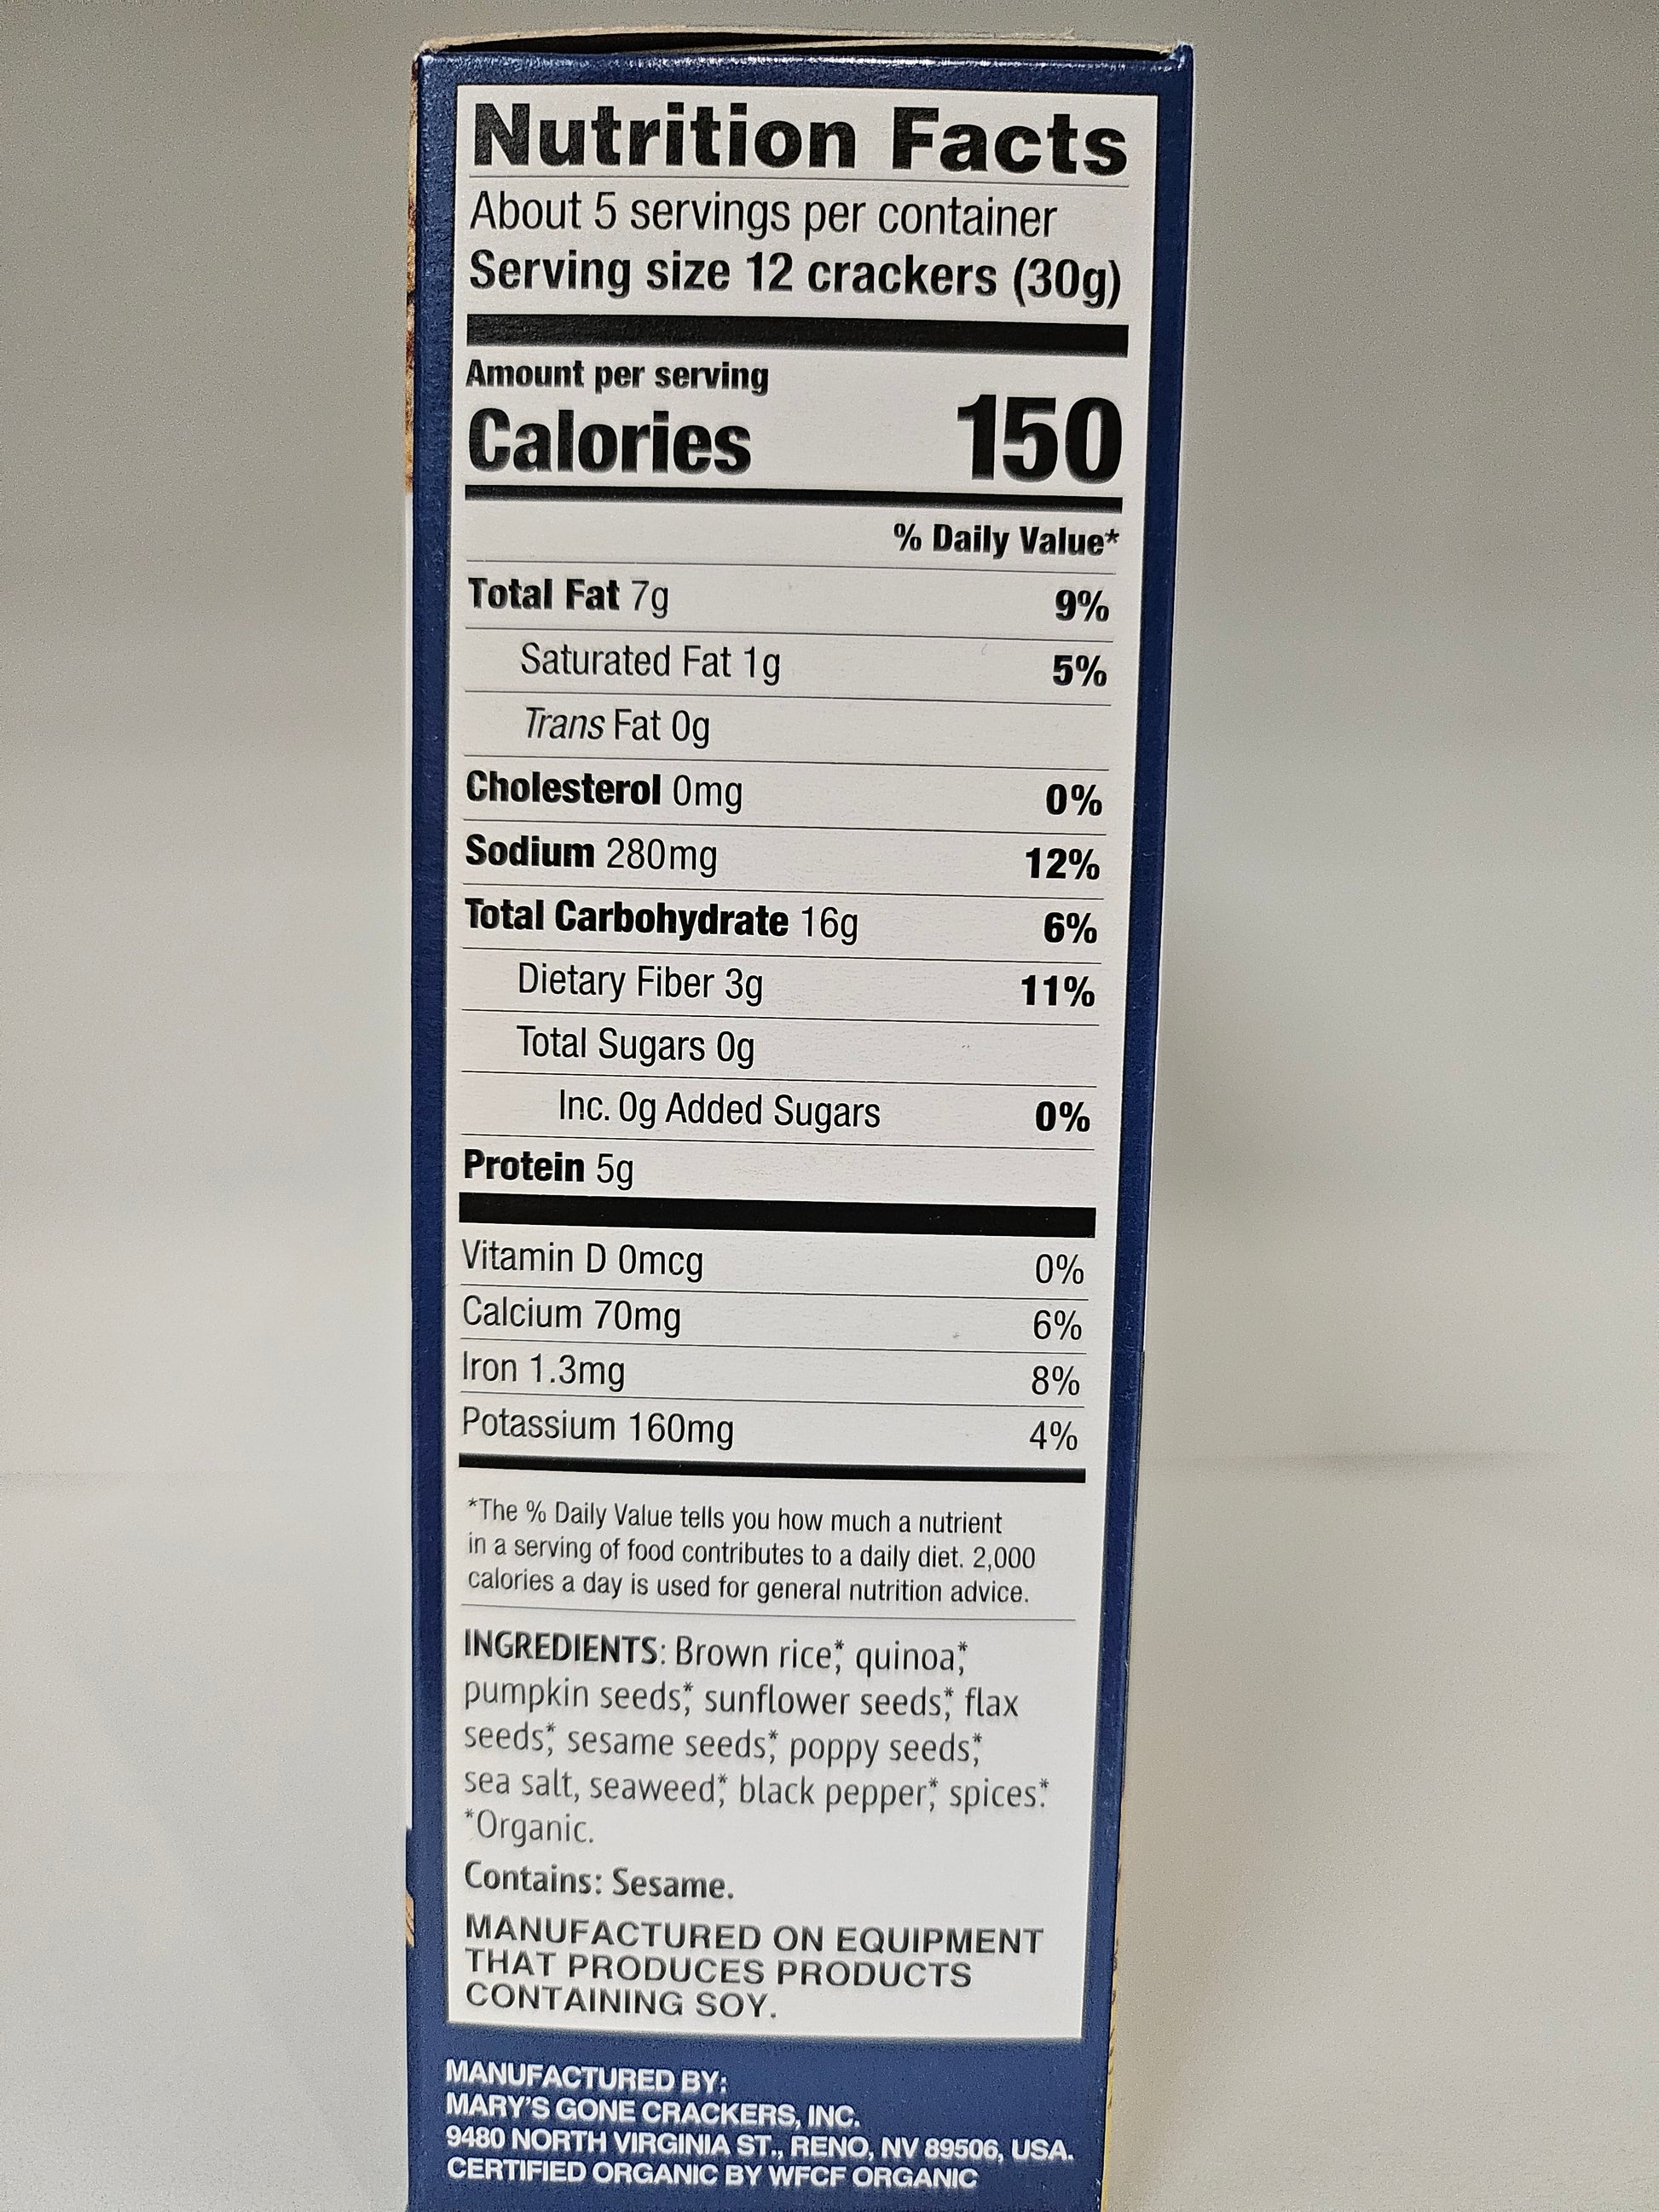 Nutrition Facts
About 5 servings per container
Serving size 12 crackers (30g)
Amount per serving
Calories 150
% Daily Value*
Total Fat 7g 9%
Saturated Fat 1g 5%
Trans Fat 0g
Cholesterol 0mg 0%
Sodium 280mg 12%
Total Carbohydrate 16g 6%
Dietary Fiber 3g 11%
Total Sugars 0g
Inc. 0g Added Sugars 0%
Protein 5g
Vitamin D 0mcg 0%
Calcium 70mg 6%
Iron 1.3mg 8%
Potassium 160mg 4%
*The % Daily Value tells you how much a nutrient
in a serving of food contributes to a daily diet. 2,000
calories a day is used for general nutrition advice.
INGREDIENTS: Brown rice*, quinoa*,
pumpkin seeds*, sunflower seeds*, flax
seeds*, sesame seeds*, poppy seeds*,
sea salt, seaweed*, black pepper*, spices*.
*Organic.
Contains: Sesame.
MANUFACTURED ON EQUIPMENT
THAT PRODUCES PRODUCTS
CONTAINING SOY.
MANUFACTURED BY:
MARY'S GONE CRACKERS, INC.
9480 NORTH VIRGINIA ST., RENO, NV 89506, USA.
CERTIFIED ORGANIC BY WFCF ORGANIC